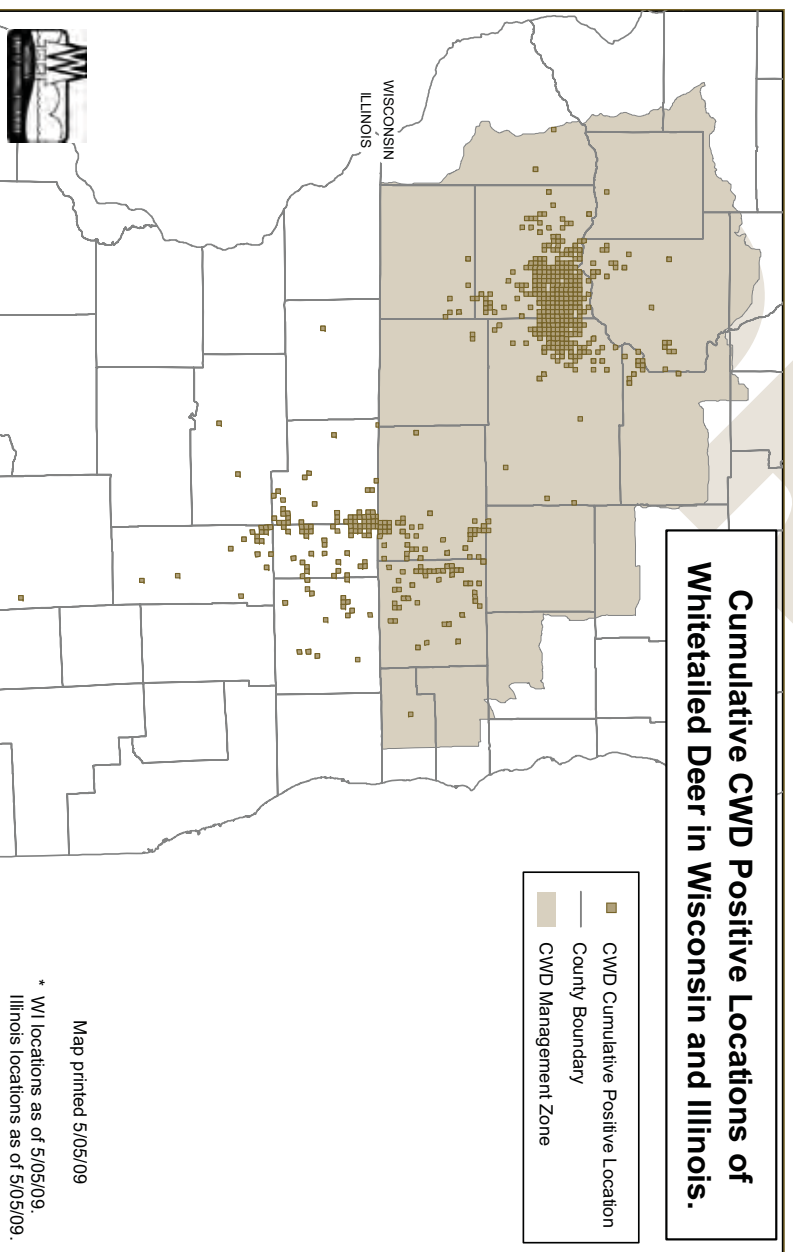 Cumulative CWD Positive Locations of
Whitetailed Deer in Wisconsin and Illinois.
WISCONSIN
ILLINOIS
CWD Cumulative Positive Location
County Boundary
CWD Management Zone
Map printed 5/05/09
* WI locations as of 5/05/09.
Illinois locations as of 5/05/09.